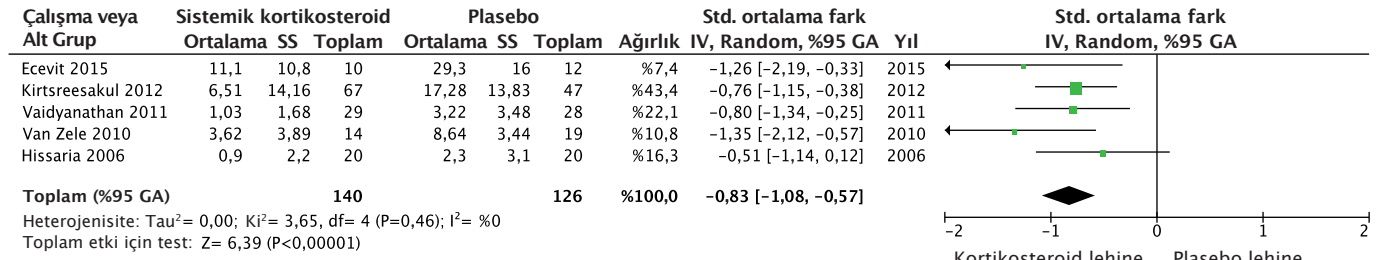 Çalışma veya Sistemik kortikosteroid Plasebo Std. ortalama fark Std. ortalama fark
Alt Grup Ortalama SS Toplam Ortalama SS Toplam Ağırlık IV, Random, %95 GA Yıl IV, Random, %95 GA
Ecevit 2015 11,1 10,8 10 29,3 16 12 %7,4 -1,26 [-2,19, -0,33] 2015
Kirtsreesakul 2012 6,51 14,16 67 17,28 13,83 47 %43,4 -0,76 [-1,15, -0,38] 2012
Vaidyanathan 2011 1,03 1,68 29 3,22 3,48 28 %22,1 -0,80 [-1,34, -0,25] 2011
Van Zele 2010 3,62 3,89 14 8,64 3,44 19 %10,8 -1,35 [-2,12, -0,57] 2010
Hissaria 2006 0,9 2,2 20 2,3 3,1 20 %16,3 -0,51 [-1,14, 0,12] 2006
Toplam (%95 GA) 140 126 %100,0 -0,83 [-1,08, -0,57]
Heterojenisite: Tau²= 0,00; Ki²= 3,65, df= 4 (P=0,46); I²= %0
Toplam etki için test: Z= 6,39 (P<0,00001)
-2 -1 0 1 2
Kortikosteroid lehine Plasebo lehine